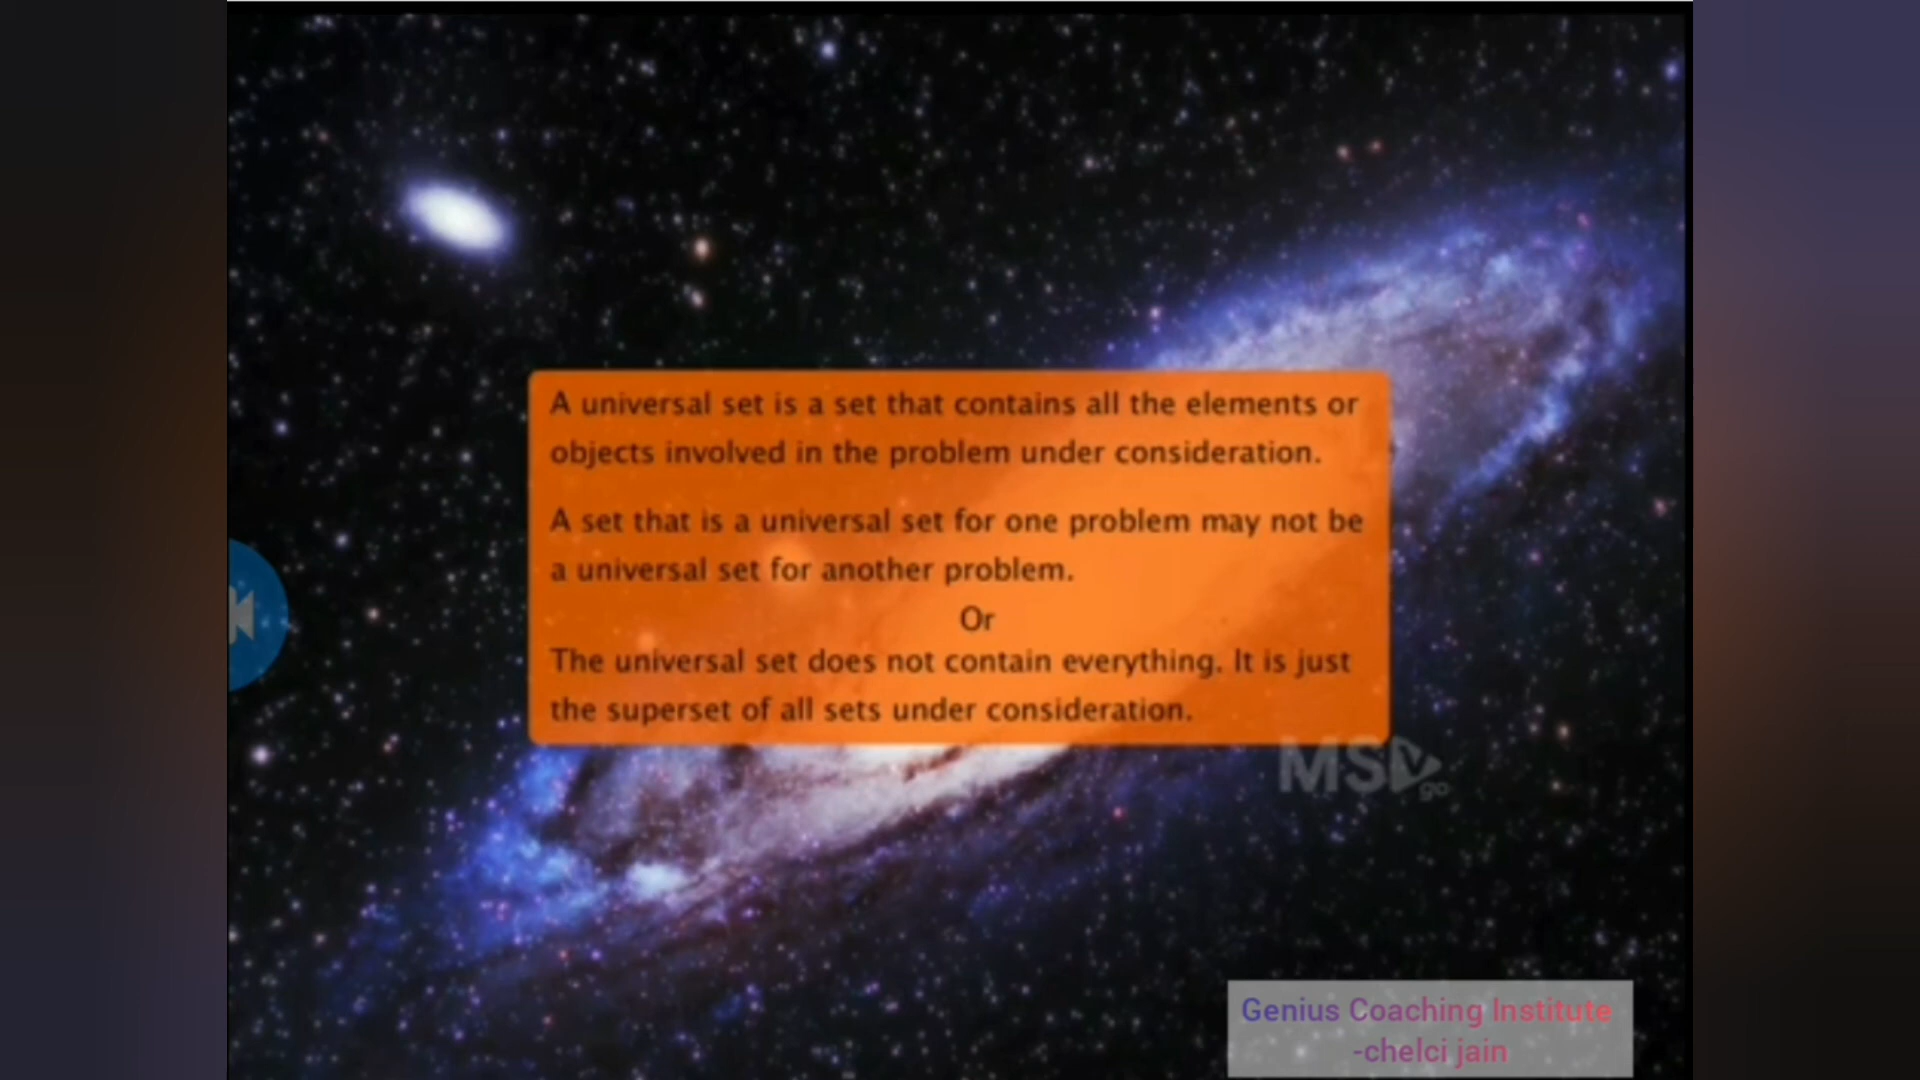 A universal set is a set that contains all the elements or
objects involved in the problem under consideration.
A set that is a universal set for one problem may not be
a universal set for another problem.
Or
The universal set does not contain everything. It is just
the superset of all sets under consideration.
MSV
go
Genius Coaching Institute
-chelci jain